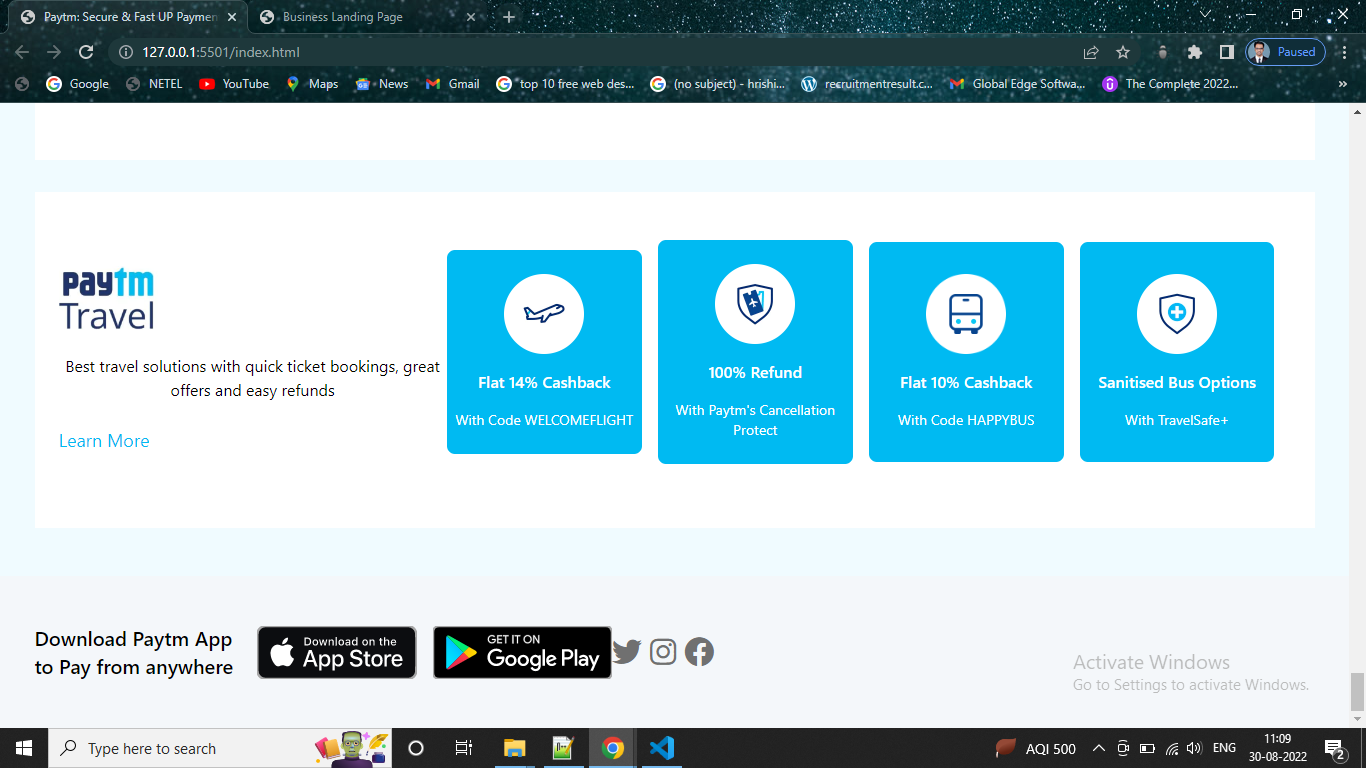 Paytm: Secure & Fast UP Paymen
Business Landing Page
127.0.0.1:5501/index.html
Paused
Google
NETEL
YouTube
Maps
News
Gmail
top 10 free web des...
(no subject) - hrishi...
recruitmentresult.c...
Global Edge Softwa...
The Complete 2022...
paytm
Travel
Best travel solutions with quick ticket bookings, great
offers and easy refunds
Learn More
Flat 14% Cashback
With Code WELCOMEFLIGHT
100% Refund
With Paytm's Cancellation
Protect
Flat 10% Cashback
With Code HAPPYBUS
Sanitised Bus Options
With TravelSafe+
Download Paytm App
to Pay from anywhere
Download on the
App Store
GET IT ON
Google Play
Activate Windows
Go to Settings to activate Windows.
Type here to search
AQI 500
ENG
11:09
30-08-2022
2